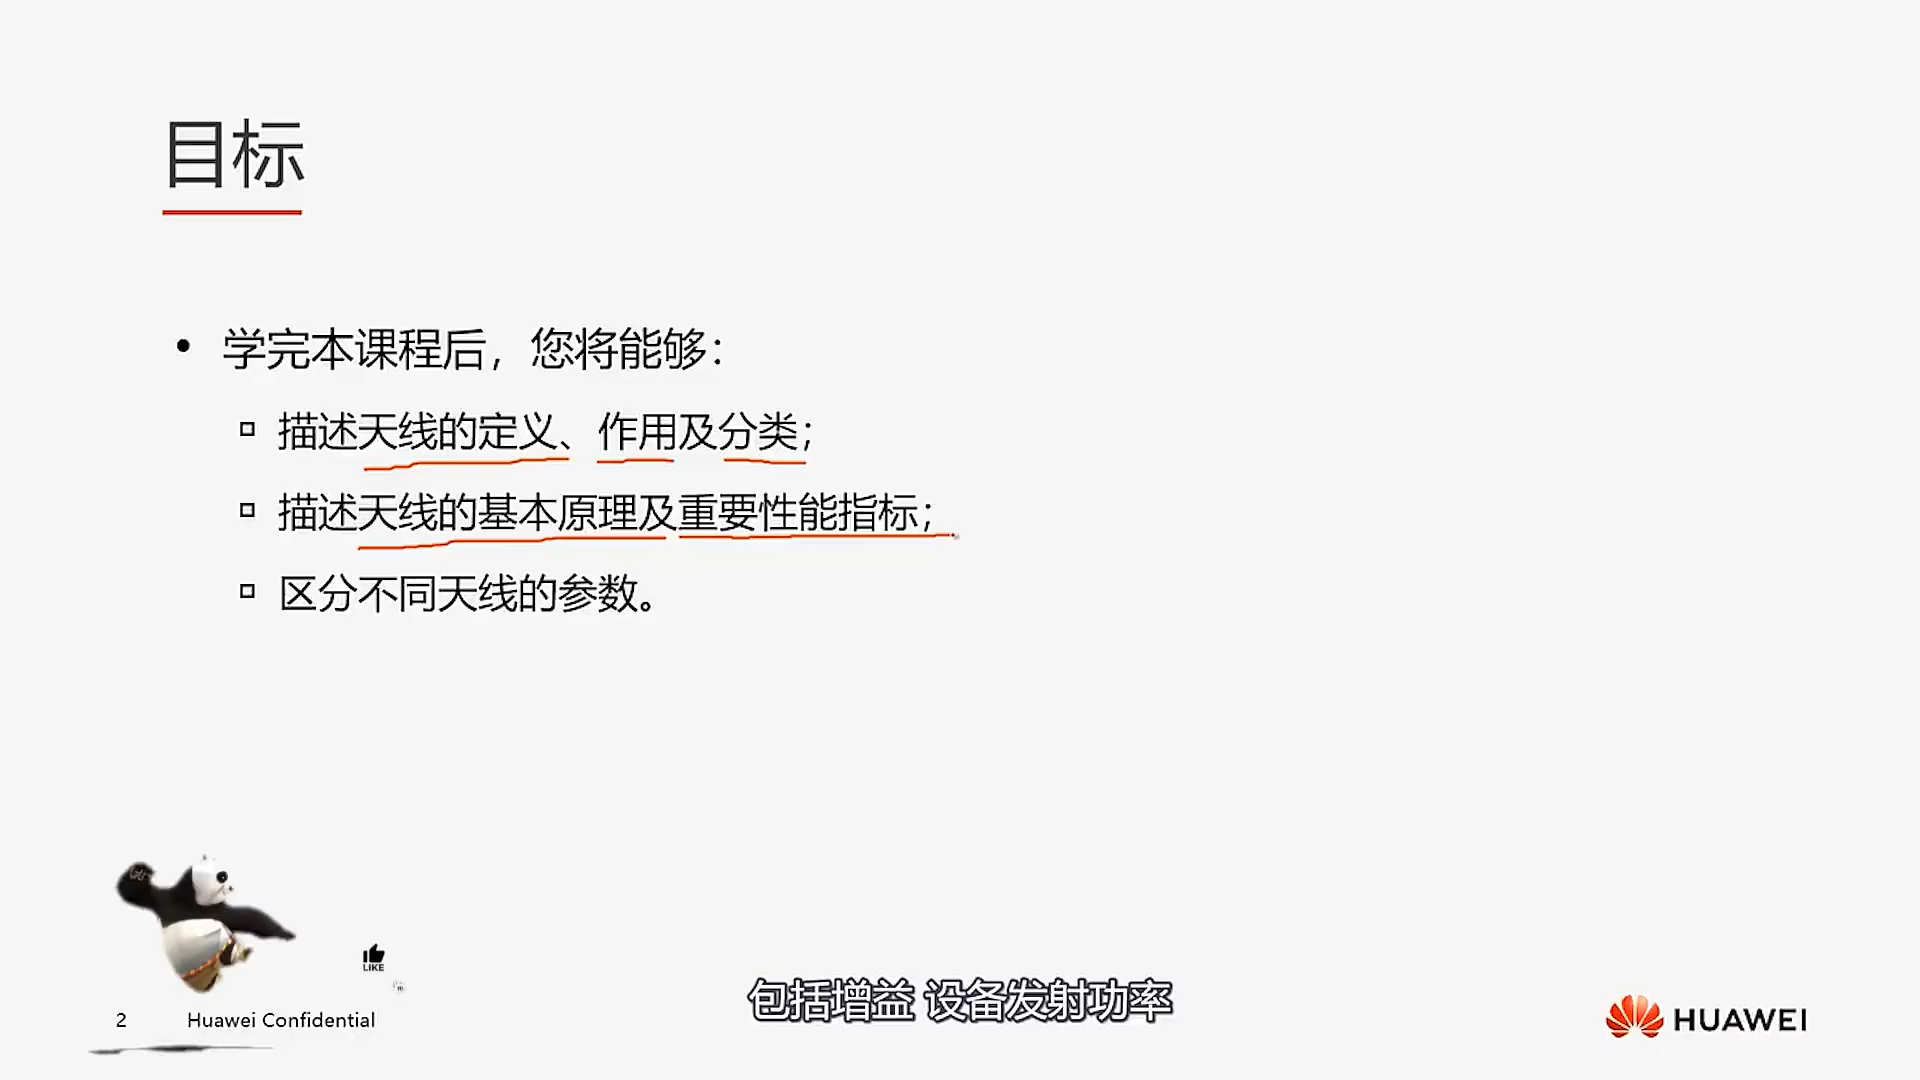 目标
• 学完本课程后，您将能够：
▫ 描述天线的定义、作用及分类；
▫ 描述天线的基本原理及重要性能指标；
▫ 区分不同天线的参数。
LIKE
包括增益 设备发射功率
2 Huawei Confidential
HUAWEI